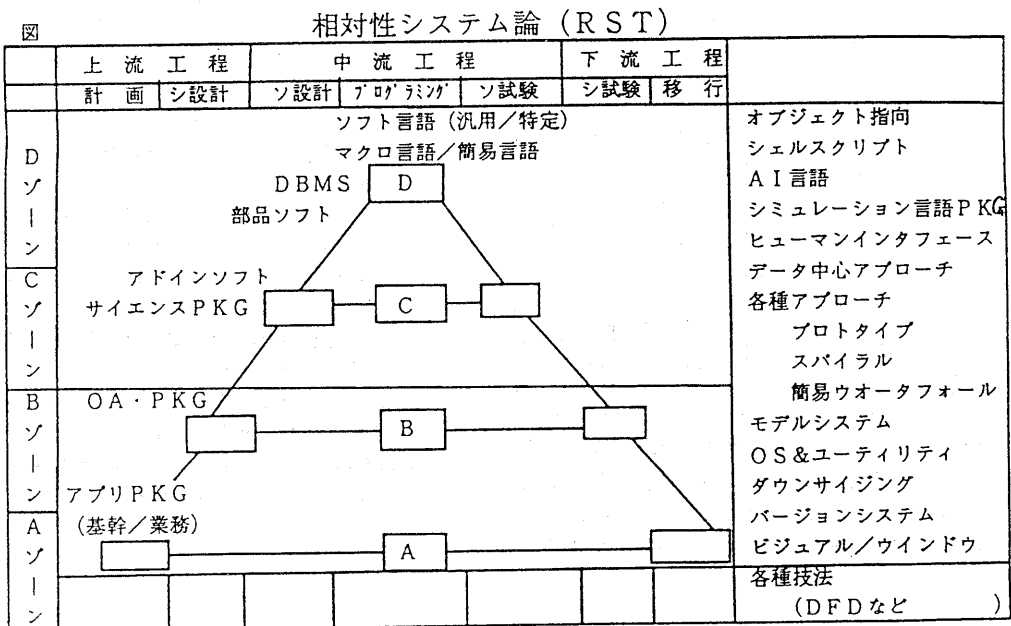 図
相対性システム論(RST)
上流工程
中流工程
下流工程
計画
シ設計
ソ設計
プログラミング
ソ試験
シ試験
移行
Dゾーン
Cゾーン
Bゾーン
Aゾーン
ソフト言語(汎用/特定)
マクロ言語/簡易言語
DBMS
D
部品ソフト
アドインソフト
サイエンスPKG
C
OA・PKG
B
アプリPKG
(基幹/業務)
A
オブジェクト指向
シェルスクリプト
AI言語
シミュレーション言語PKG
ヒューマンインタフェース
データ中心アプローチ
各種アプローチ
プロトタイプ
スパイラル
簡易ウオータフォール
モデルシステム
OS&ユーティリティ
ダウンサイジング
バージョンシステム
ビジュアル/ウインドウ
各種技法
(DFDなど )